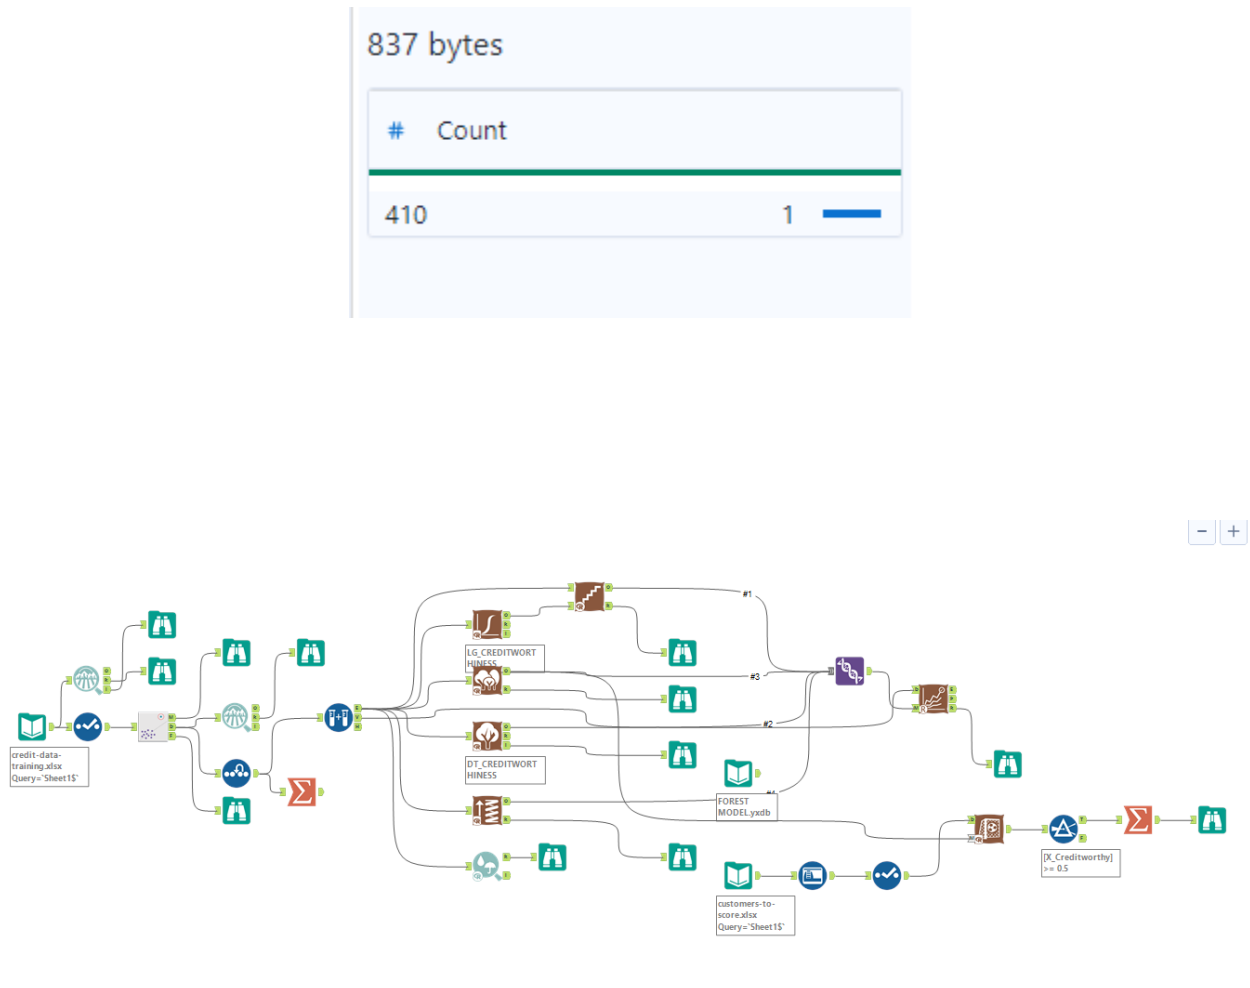 837 bytes
# Count
410 1
− +
#1
LG_CREDITWORT
HINESS
#3
#2
credit-data-
training.xlsx
Query=`Sheet1$`
DT_CREDITWORT
HINESS
FOREST
MODEL.yxdb
[X_Creditworthy]
>= 0.5
customers-to-
score.xlsx
Query=`Sheet1$`